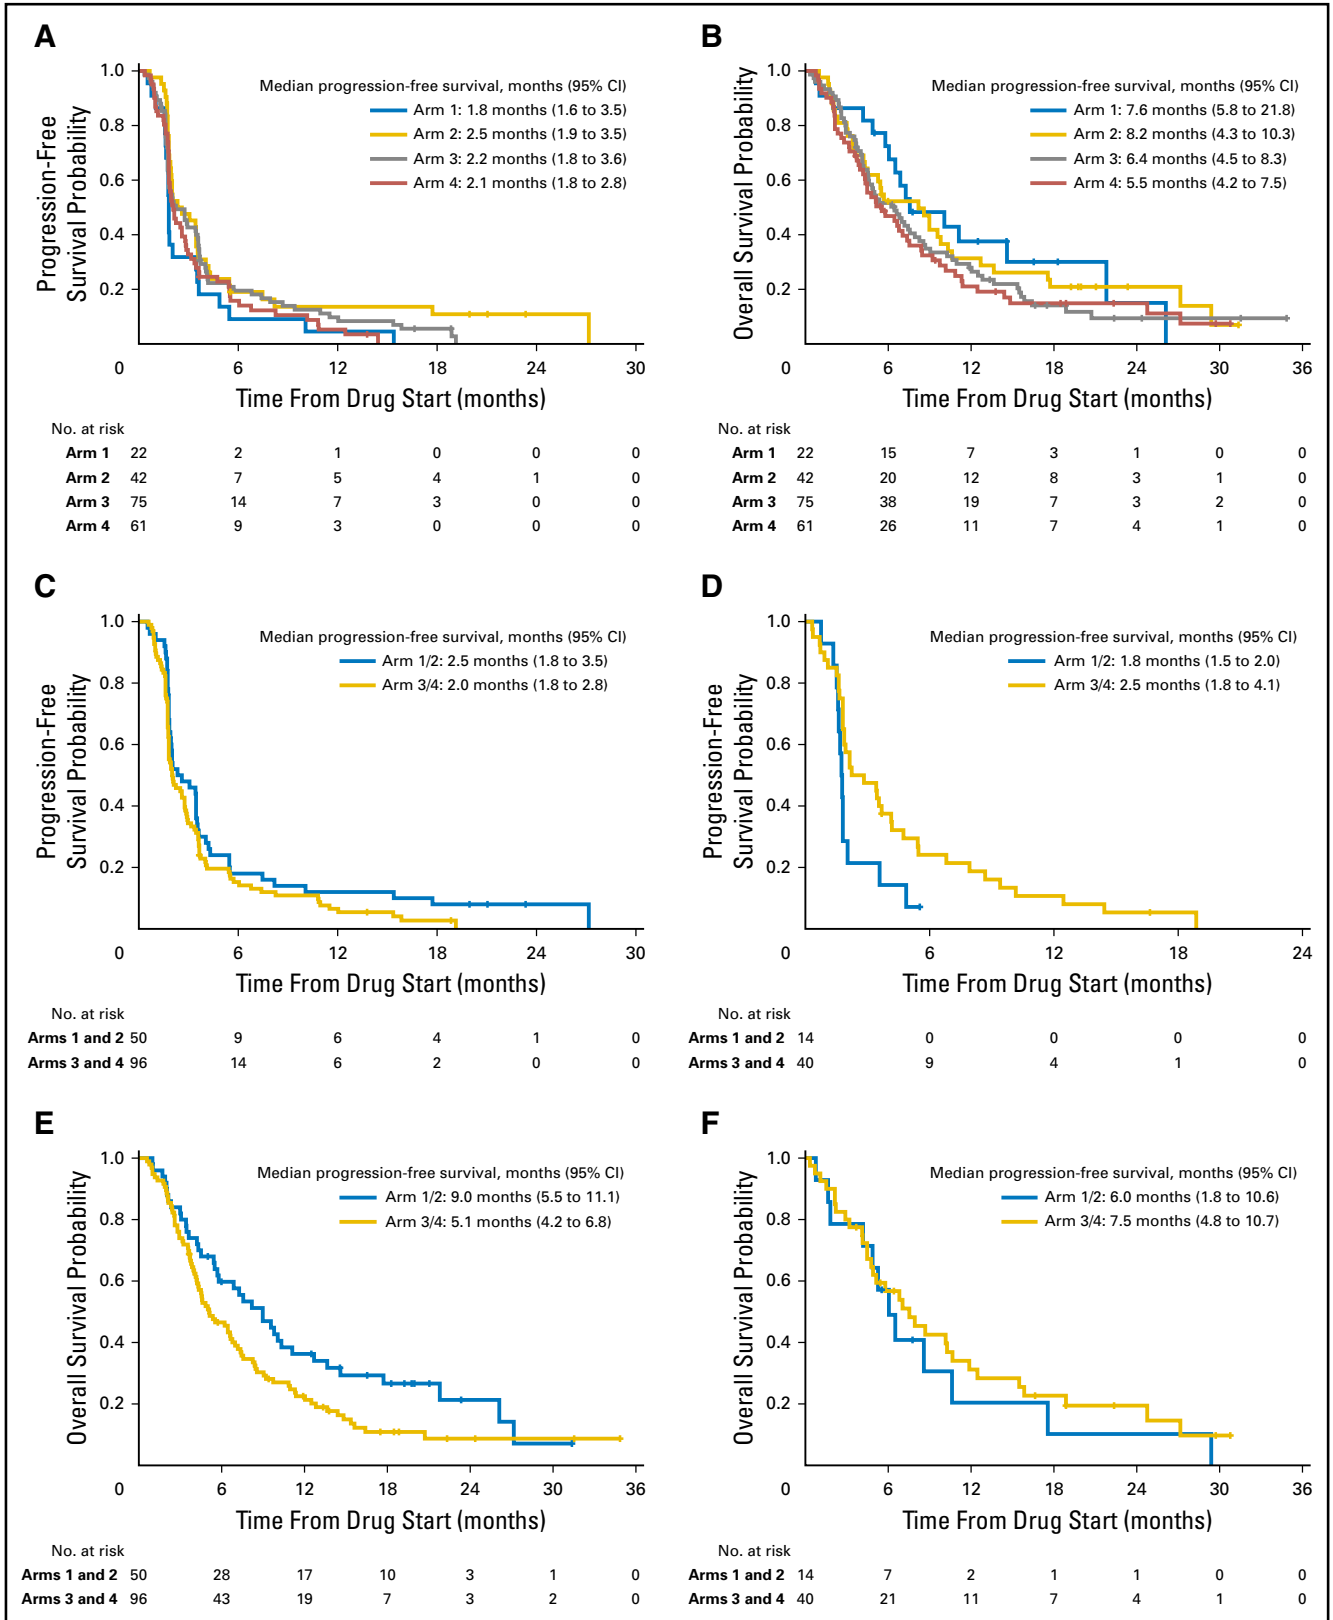 A
Progression-Free
Survival Probability
1.0
0.8
0.6
0.4
0.2
Median progression-free survival, months (95% CI)
Arm 1: 1.8 months (1.6 to 3.5)
Arm 2: 2.5 months (1.9 to 3.5)
Arm 3: 2.2 months (1.8 to 3.6)
Arm 4: 2.1 months (1.8 to 2.8)
0 6 12 18 24 30
Time From Drug Start (months)
No. at risk
Arm 1 22 2 1 0 0 0
Arm 2 42 7 5 4 1 0
Arm 3 75 14 7 3 0 0
Arm 4 61 9 3 0 0 0
B
Overall Survival Probability
1.0
0.8
0.6
0.4
0.2
Median progression-free survival, months (95% CI)
Arm 1: 7.6 months (5.8 to 21.8)
Arm 2: 8.2 months (4.3 to 10.3)
Arm 3: 6.4 months (4.5 to 8.3)
Arm 4: 5.5 months (4.2 to 7.5)
0 6 12 18 24 30 36
Time From Drug Start (months)
No. at risk
Arm 1 22 15 7 3 1 0 0
Arm 2 42 20 12 8 3 1 0
Arm 3 75 38 19 7 3 2 0
Arm 4 61 26 11 7 4 1 0
C
Progression-Free
Survival Probability
1.0
0.8
0.6
0.4
0.2
Median progression-free survival, months (95% CI)
Arm 1/2: 2.5 months (1.8 to 3.5)
Arm 3/4: 2.0 months (1.8 to 2.8)
0 6 12 18 24 30
Time From Drug Start (months)
No. at risk
Arms 1 and 2 50 9 6 4 1 0
Arms 3 and 4 96 14 6 2 0 0
D
Progression-Free
Survival Probability
1.0
0.8
0.6
0.4
0.2
Median progression-free survival, months (95% CI)
Arm 1/2: 1.8 months (1.5 to 2.0)
Arm 3/4: 2.5 months (1.8 to 4.1)
0 6 12 18 24
Time From Drug Start (months)
No. at risk
Arms 1 and 2 14 0 0 0 0
Arms 3 and 4 40 9 4 1 0
E
Overall Survival Probability
1.0
0.8
0.6
0.4
0.2
Median progression-free survival, months (95% CI)
Arm 1/2: 9.0 months (5.5 to 11.1)
Arm 3/4: 5.1 months (4.2 to 6.8)
0 6 12 18 24 30 36
Time From Drug Start (months)
No. at risk
Arms 1 and 2 50 28 17 10 3 1 0
Arms 3 and 4 96 43 19 7 3 2 0
F
Overall Survival Probability
1.0
0.8
0.6
0.4
0.2
Median progression-free survival, months (95% CI)
Arm 1/2: 6.0 months (1.8 to 10.6)
Arm 3/4: 7.5 months (4.8 to 10.7)
0 6 12 18 24 30 36
Time From Drug Start (months)
No. at risk
Arms 1 and 2 14 7 2 1 1 0 0
Arms 3 and 4 40 21 11 7 4 1 0